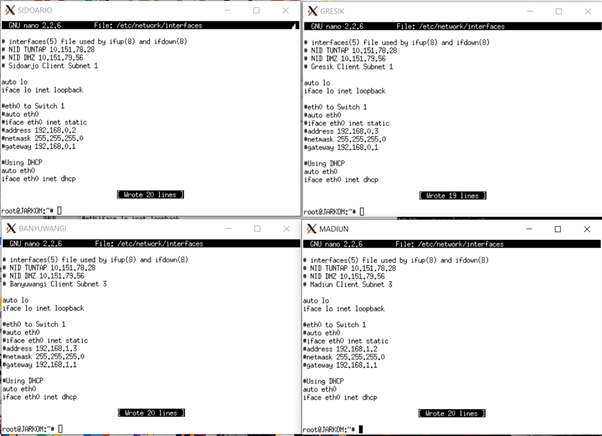 SIDOARJO
GNU nano 2.2.6 File: /etc/network/interfaces
# interfaces(5) file used by ifup(8) and ifdown(8)
# NID TUNTAP 10.151.78.28
# NID DMZ 10.151.79.56
# Sidoarjo Client Subnet 1
auto lo
iface lo inet loopback
#eth0 to Switch 1
#auto eth0
#iface eth0 inet static
#address 192.168.0.2
#netmask 255.255.255.0
#gateway 192.168.0.1
#Using DHCP
auto eth0
iface eth0 inet dhcp
[ Wrote 20 lines ]
root@JARKOM:~#
GRESIK
GNU nano 2.2.6 File: /etc/network/interfaces
# interfaces(5) file used by ifup(8) and ifdown(8)
# NID TUNTAP 10.151.78.28
# NID DMZ 10.151.79.56
# Gresik Client Subnet 1
auto lo
iface lo inet loopback
#eth0 to Switch 1
#auto eth0
#iface eth0 inet static
#address 192.168.0.3
#netmask 255.255.255.0
#gateway 192.168.0.1
#Using DHCP
auto eth0
iface eth0 inet dhcp
[ Wrote 19 lines ]
root@JARKOM:~#
BANYUWANGI
GNU nano 2.2.6 File: /etc/network/interfaces
# interfaces(5) file used by ifup(8) and ifdown(8)
# NID TUNTAP 10.151.78.28
# NID DMZ 10.151.79.56
# Banyuwangi Client Subnet 3
auto lo
iface lo inet loopback
#eth0 to Switch 1
#auto eth0
#iface eth0 inet static
#address 192.168.1.3
#netmask 255.255.255.0
#gateway 192.168.1.1
#Using DHCP
auto eth0
iface eth0 inet dhcp
[ Wrote 20 lines ]
root@JARKOM:~#
MADIUN
GNU nano 2.2.6 File: /etc/network/interfaces
# interfaces(5) file used by ifup(8) and ifdown(8)
# NID TUNTAP 10.151.78.28
# NID DMZ 10.151.79.56
# Madiun Client Subnet 3
auto lo
iface lo inet loopback
#eth0 to Switch 1
#auto eth0
#iface eth0 inet static
#address 192.168.1.2
#netmask 255.255.255.0
#gateway 192.168.1.1
#Using DHCP
auto eth0
iface eth0 inet dhcp
[ Wrote 20 lines ]
root@JARKOM:~#